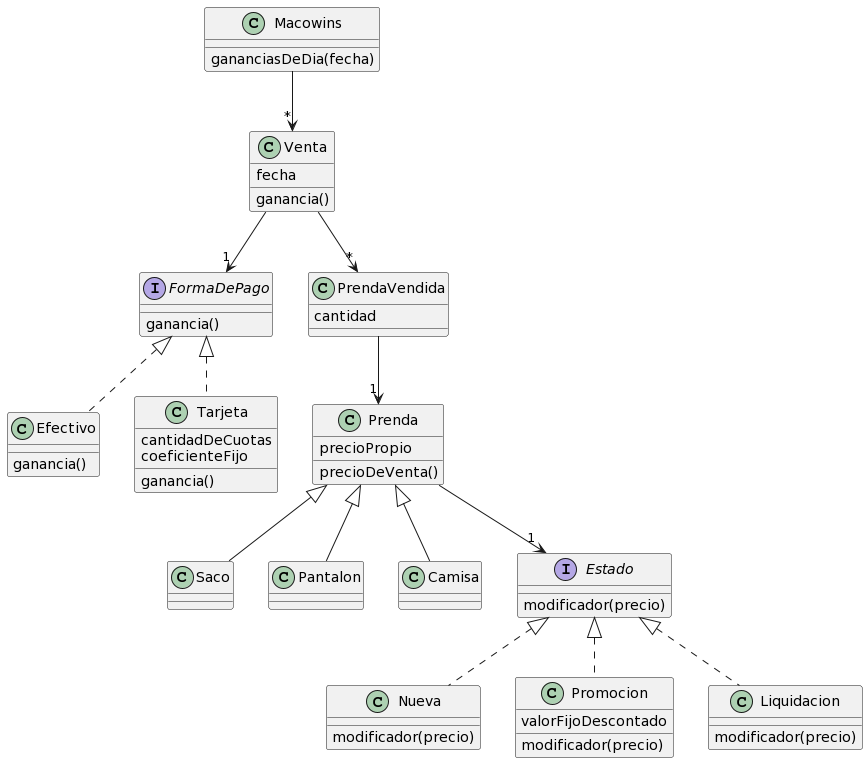 C Macowins
gananciasDeDia(fecha)
*
C Venta
fecha
ganancia()
1
*
I FormaDePago
ganancia()
C PrendaVendida
cantidad
1
C Efectivo
ganancia()
C Tarjeta
cantidadDeCuotas
coeficienteFijo
ganancia()
C Prenda
precioPropio
precioDeVenta()
1
C Saco
C Pantalon
C Camisa
I Estado
modificador(precio)
C Nueva
modificador(precio)
C Promocion
valorFijoDescontado
modificador(precio)
C Liquidacion
modificador(precio)